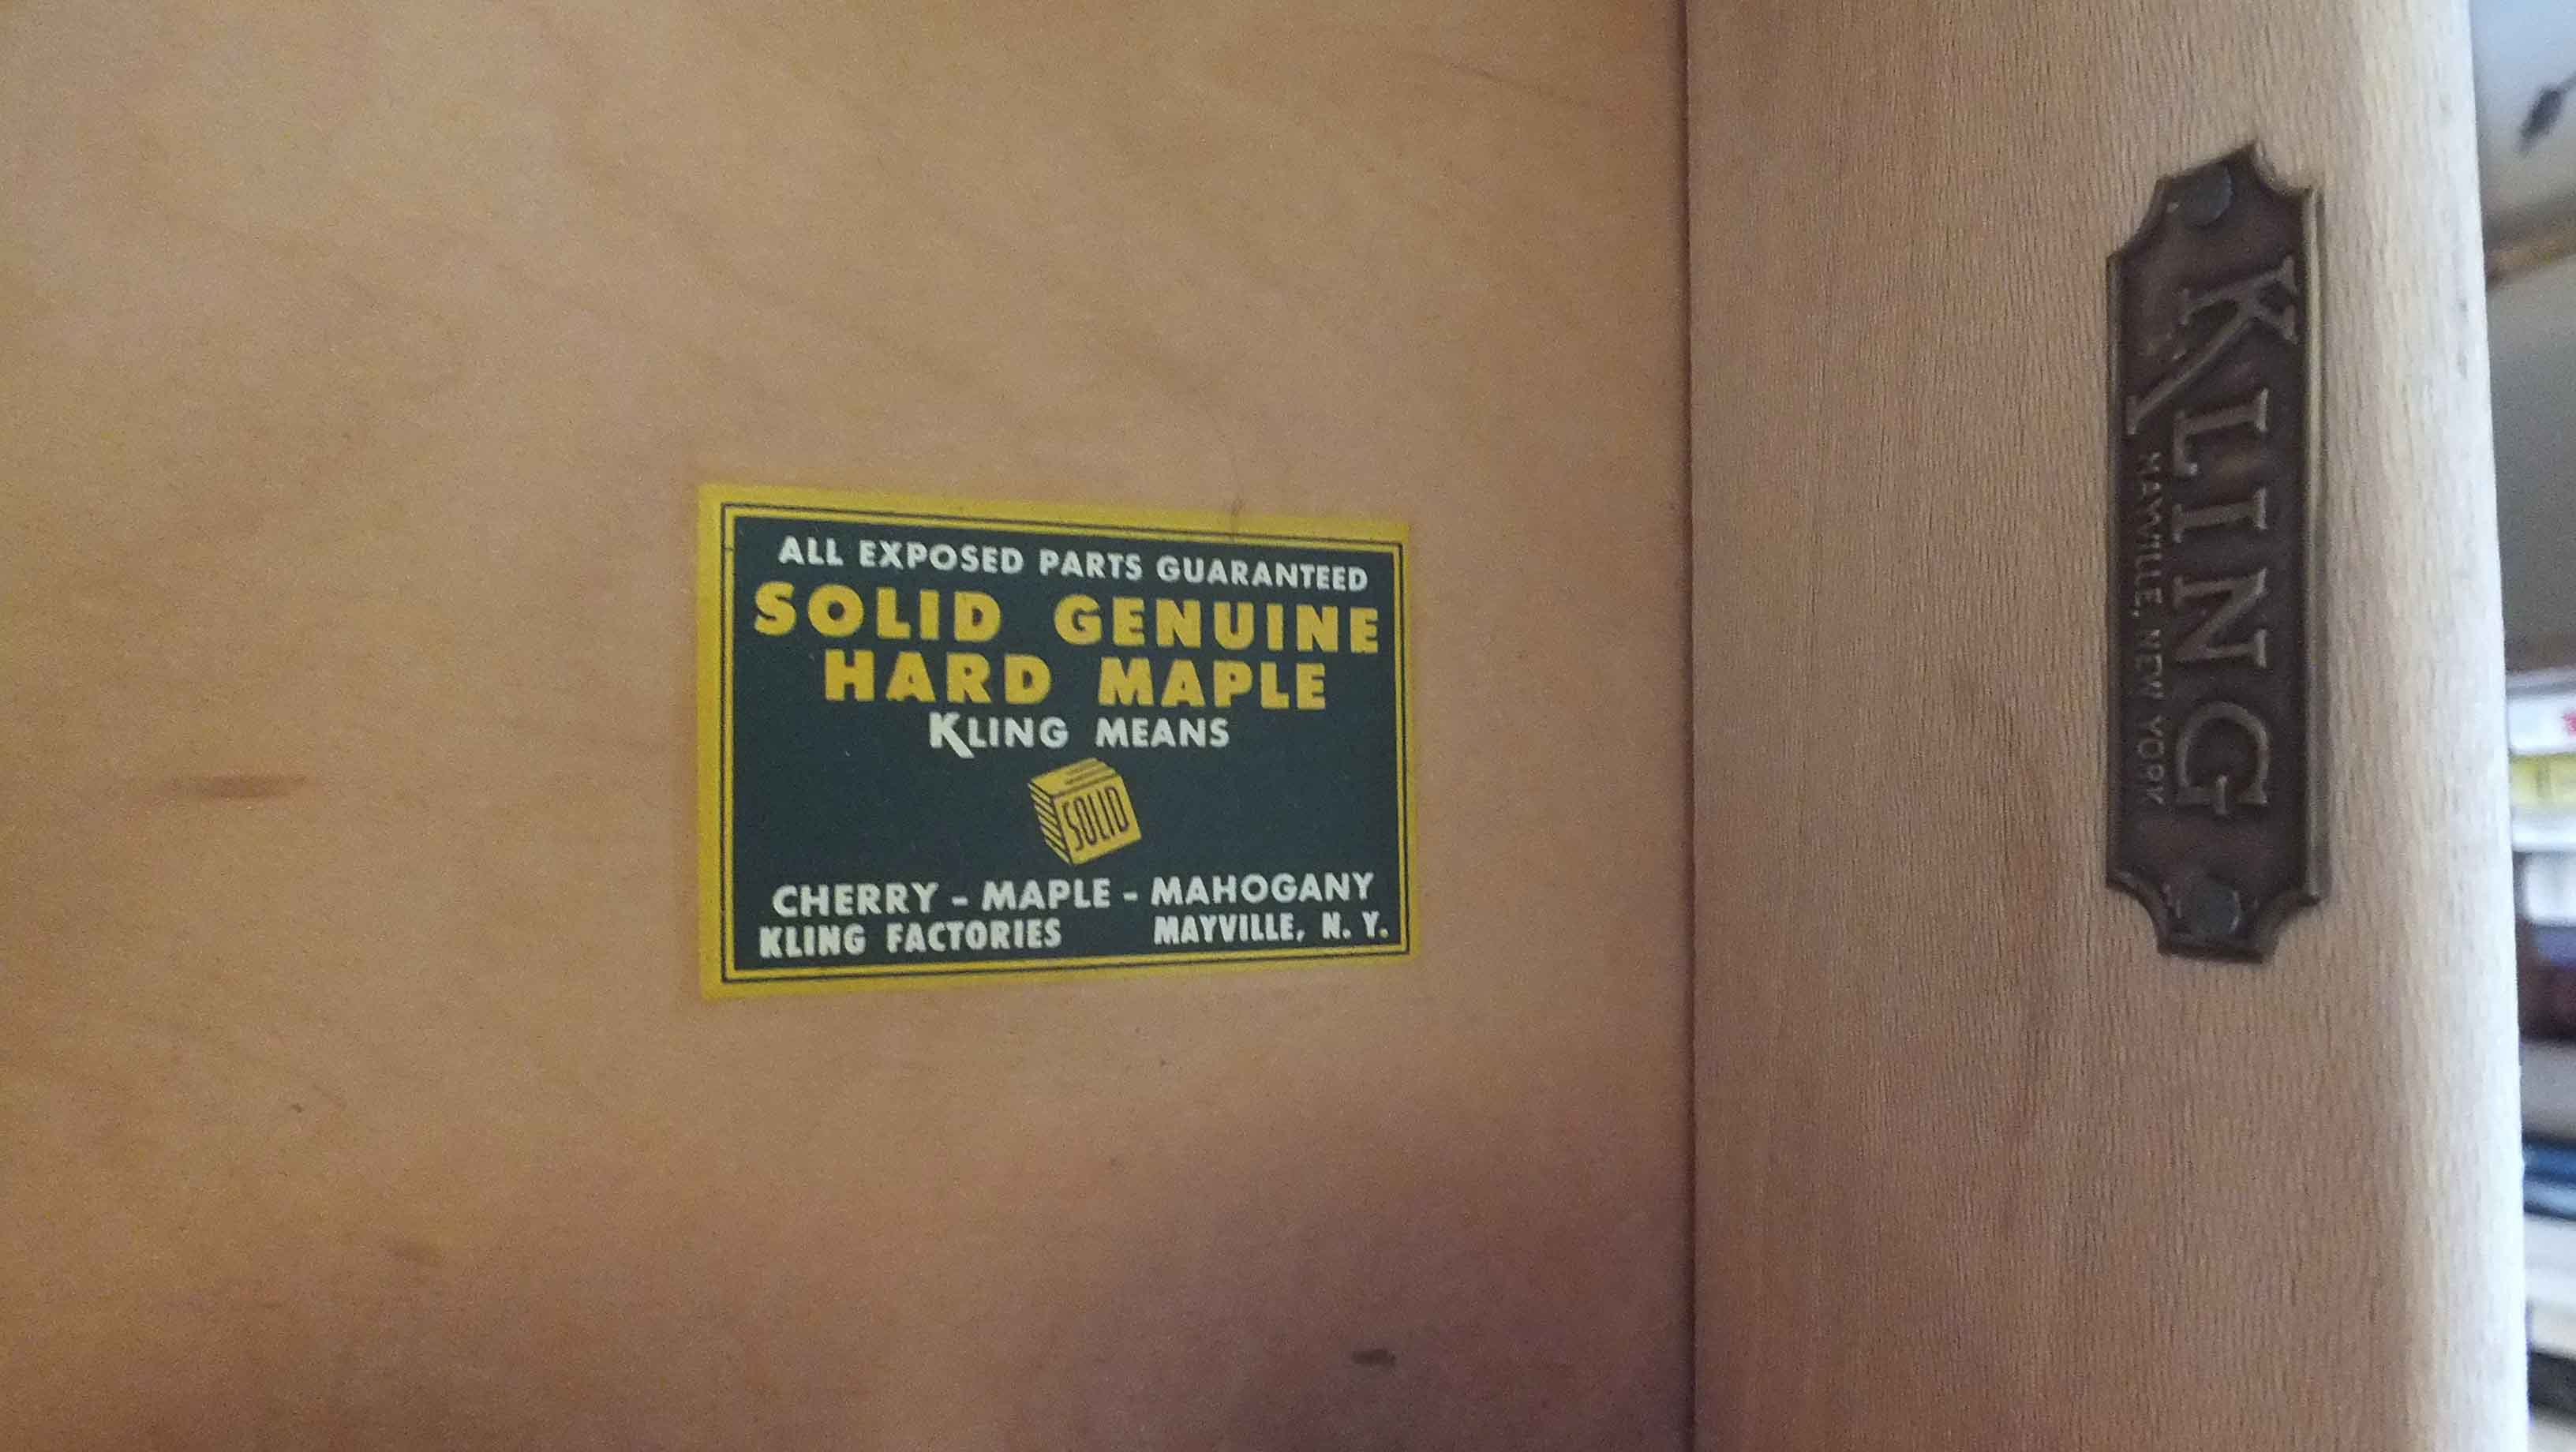 ALL EXPOSED PARTS GUARANTEED
SOLID GENUINE
HARD MAPLE
KLING MEANS
SOLID
CHERRY - MAPLE - MAHOGANY
KLING FACTORIES MAYVILLE, N. Y.
KLING
MAYVILLE, NEW YORK